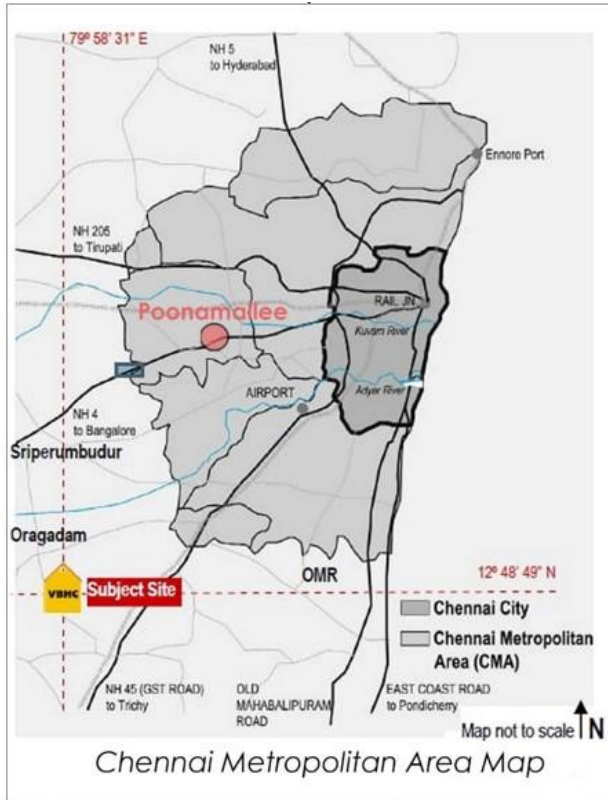 79º 58' 31" E
NH 5
to Hyderabad
Ennore Port
NH 205
to Tirupati
RAIL JN.
Poonamallee
Kuvam River
AIRPORT
Adyar River
NH 4
to Bangalore
Sriperumbudur
Oragadam
OMR
12º 48' 49" N
VBHC
Subject Site
Chennai City
Chennai Metropolitan
Area (CMA)
NH 45 (GST ROAD)
to Trichy
OLD
MAHABALIPURAM
ROAD
EAST COAST ROAD
to Pondicherry
Map not to scale
N
Chennai Metropolitan Area Map